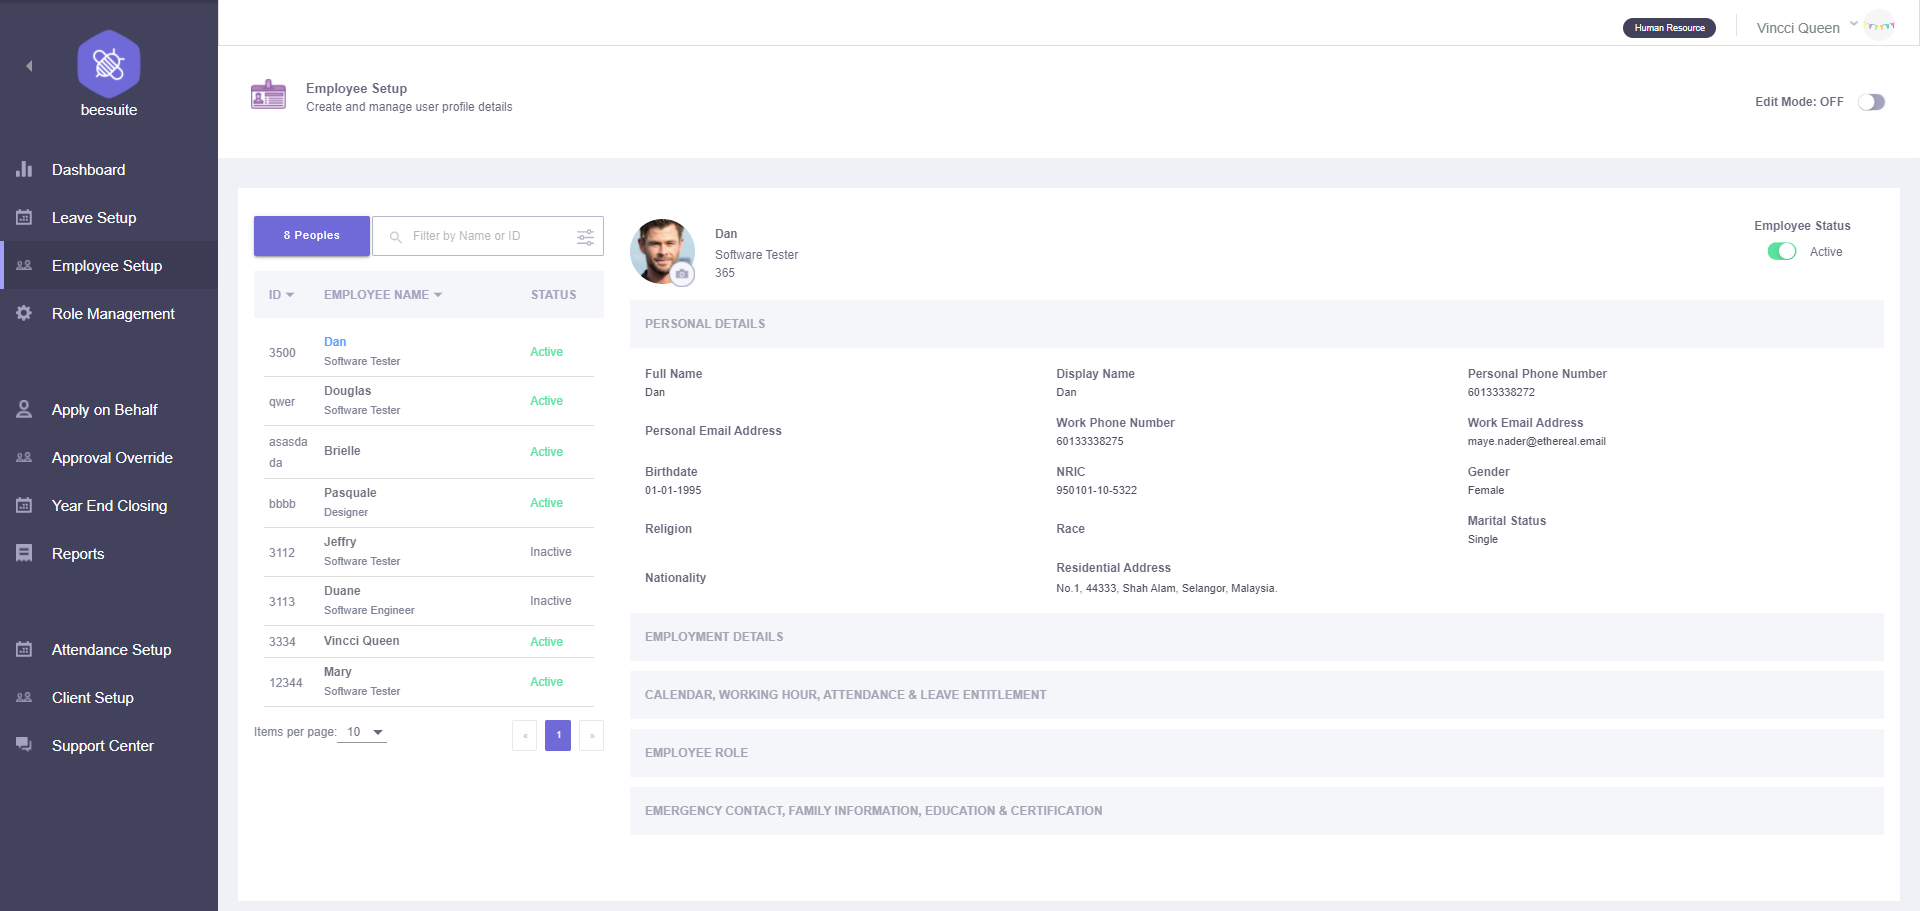 Human Resource
Vincci Queen
beesuite
Dashboard
Leave Setup
Employee Setup
Role Management
Apply on Behalf
Approval Override
Year End Closing
Reports
Attendance Setup
Client Setup
Support Center
Employee Setup
Create and manage user profile details
Edit Mode: OFF
8 Peoples
Filter by Name or ID
ID EMPLOYEE NAME STATUS
3500 Dan Active
Software Tester
qwer Douglas Active
Software Tester
asasda
da Brielle Active
bbbb Pasquale Active
Designer
3112 Jeffry Inactive
Software Tester
3113 Duane Inactive
Software Engineer
3334 Vincci Queen Active
12344 Mary Active
Software Tester
Items per page: 10 « 1 »
Dan
Software Tester
365
Employee Status
Active
PERSONAL DETAILS
Full Name Display Name Personal Phone Number
Dan Dan 60133338272
Personal Email Address Work Phone Number Work Email Address
60133338275 maye.nader@ethereal.email
Birthdate NRIC Gender
01-01-1995 950101-10-5322 Female
Religion Race Marital Status
Single
Nationality Residential Address
No.1, 44333, Shah Alam, Selangor, Malaysia.
EMPLOYMENT DETAILS
CALENDAR, WORKING HOUR, ATTENDANCE & LEAVE ENTITLEMENT
EMPLOYEE ROLE
EMERGENCY CONTACT, FAMILY INFORMATION, EDUCATION & CERTIFICATION